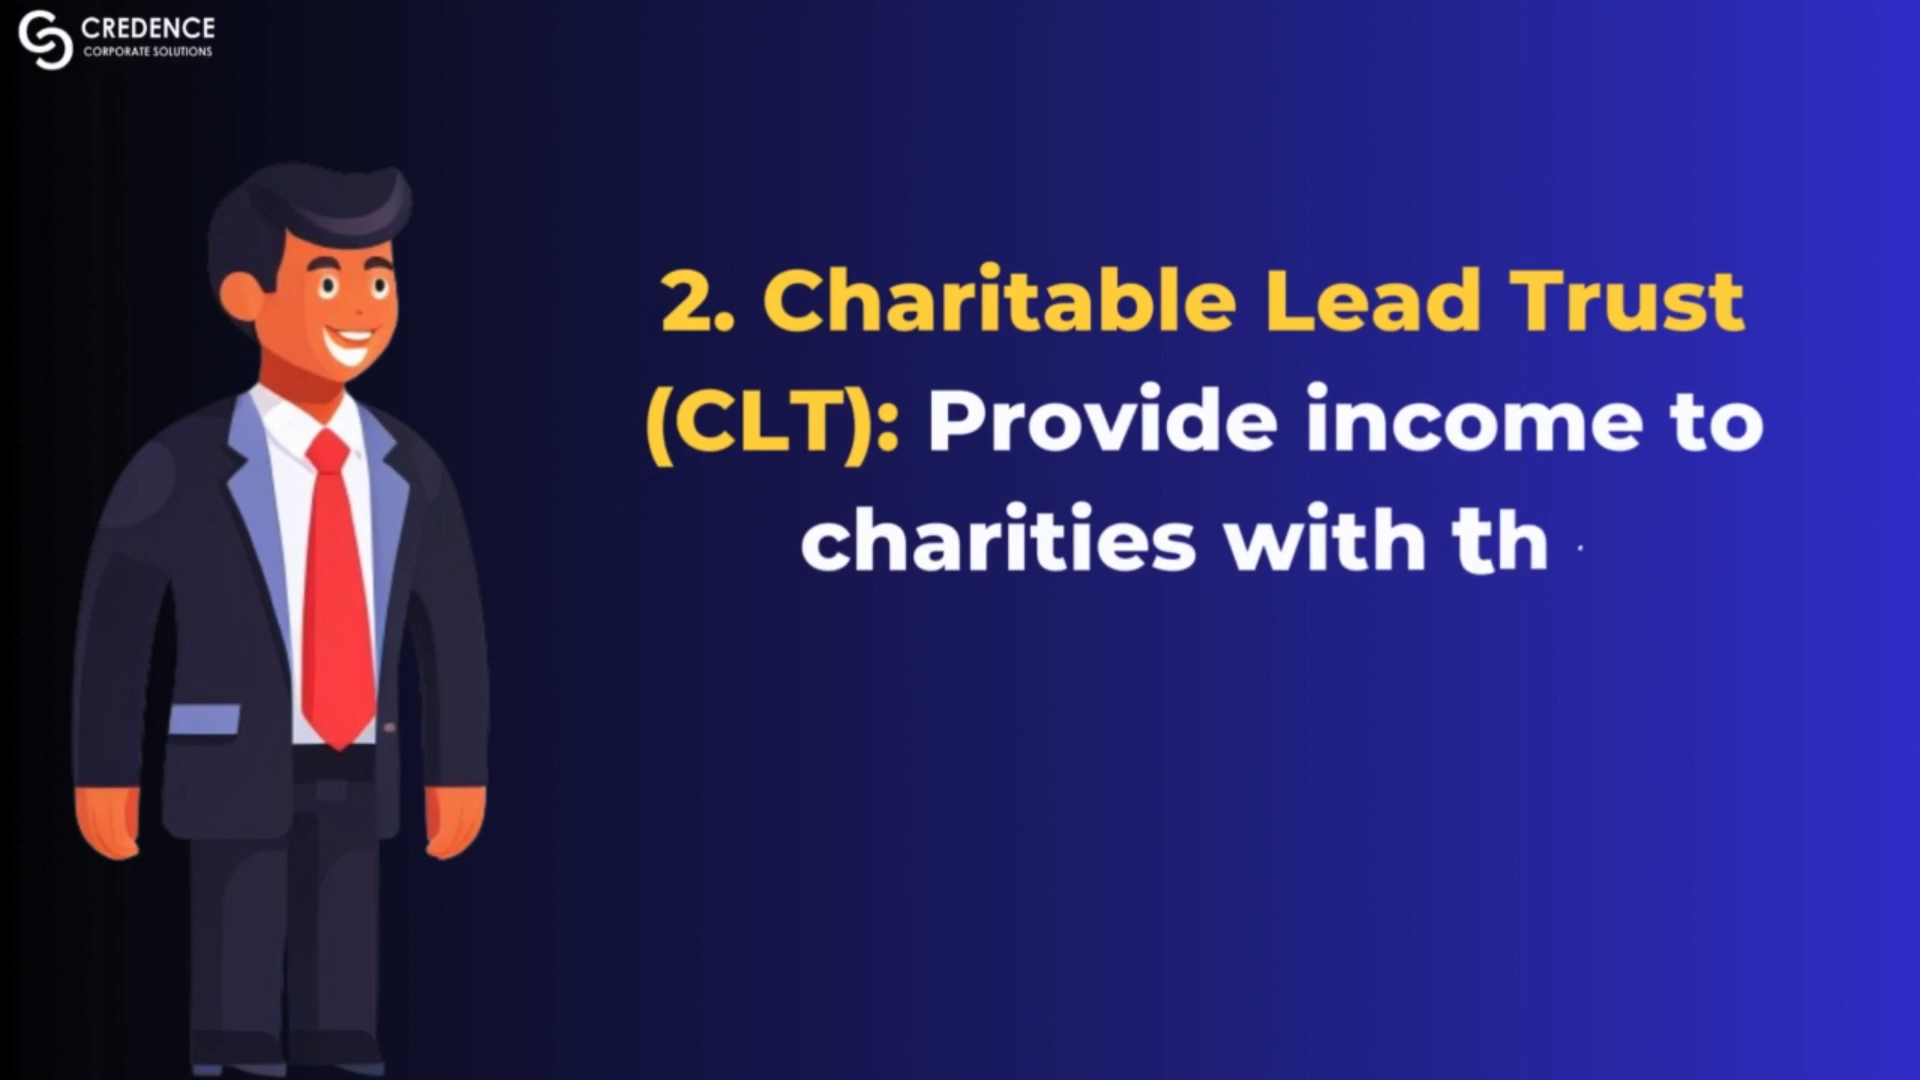 CREDENCE
CORPORATE SOLUTIONS
2. Charitable Lead Trust
(CLT): Provide income to
charities with th